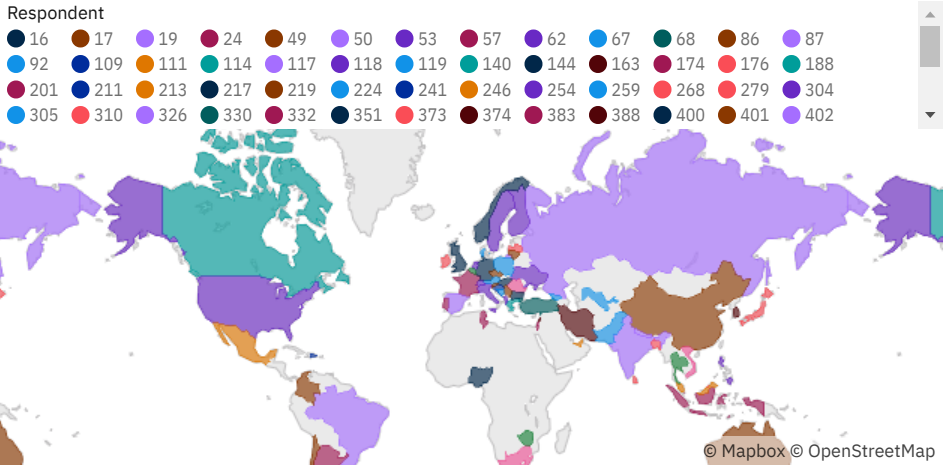 Respondent
16 17 19 24 49 50 53 57 62 67 68 86 87
92 109 111 114 117 118 119 140 144 163 174 176 188
201 211 213 217 219 224 241 246 254 259 268 279 304
305 310 326 330 332 351 373 374 383 388 400 401 402
© Mapbox © OpenStreetMap